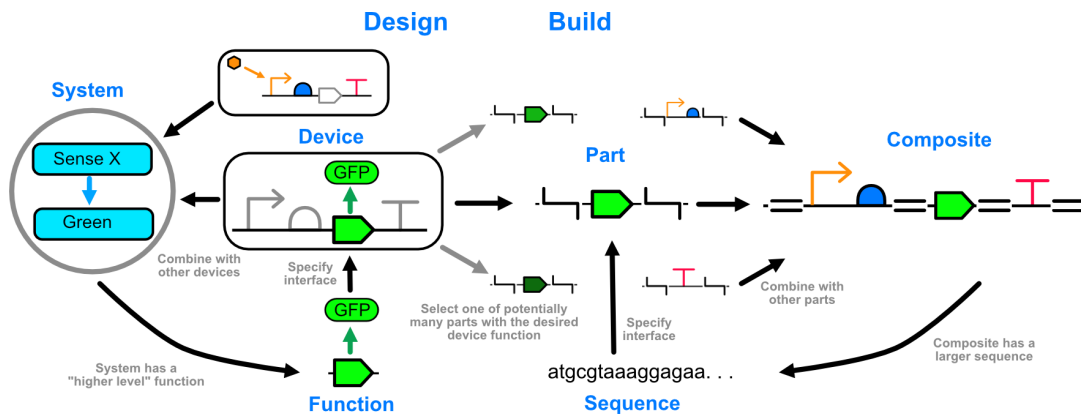 Design
Build
System
Sense X
Green
Device
GFP
Part
Composite
Combine with
other devices
Specify
interface
GFP
Select one of potentially
many parts with the desired
device function
Specify
interface
Combine with
other parts
System has a
"higher level" function
Function
atgcgtaaaggagaa. . .
Sequence
Composite has a
larger sequence